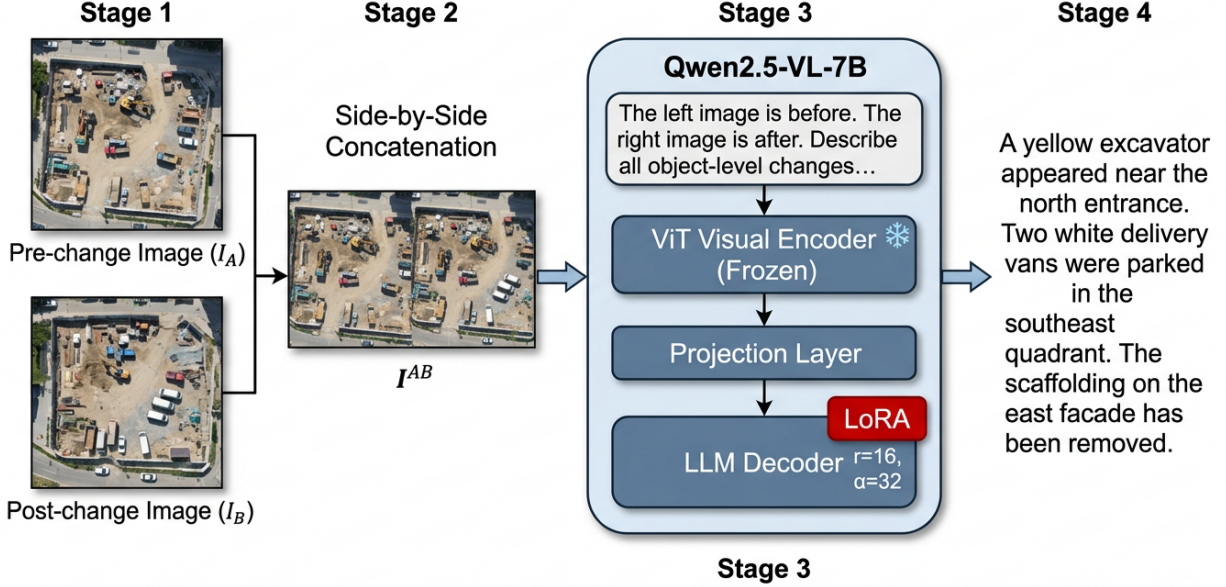 Stage 1
Stage 2
Stage 3
Stage 4
Pre-change Image (I_A)
Post-change Image (I_B)
Side-by-Side
Concatenation
I^{AB}
Qwen2.5-VL-7B
The left image is before. The
right image is after. Describe
all object-level changes…
ViT Visual Encoder
(Frozen)
Projection Layer
LoRA
LLM Decoder
r=16,
α=32
Stage 3
A yellow excavator
appeared near the
north entrance.
Two white delivery
vans were parked
in the
southeast
quadrant. The
scaffolding on the
east facade has
been removed.